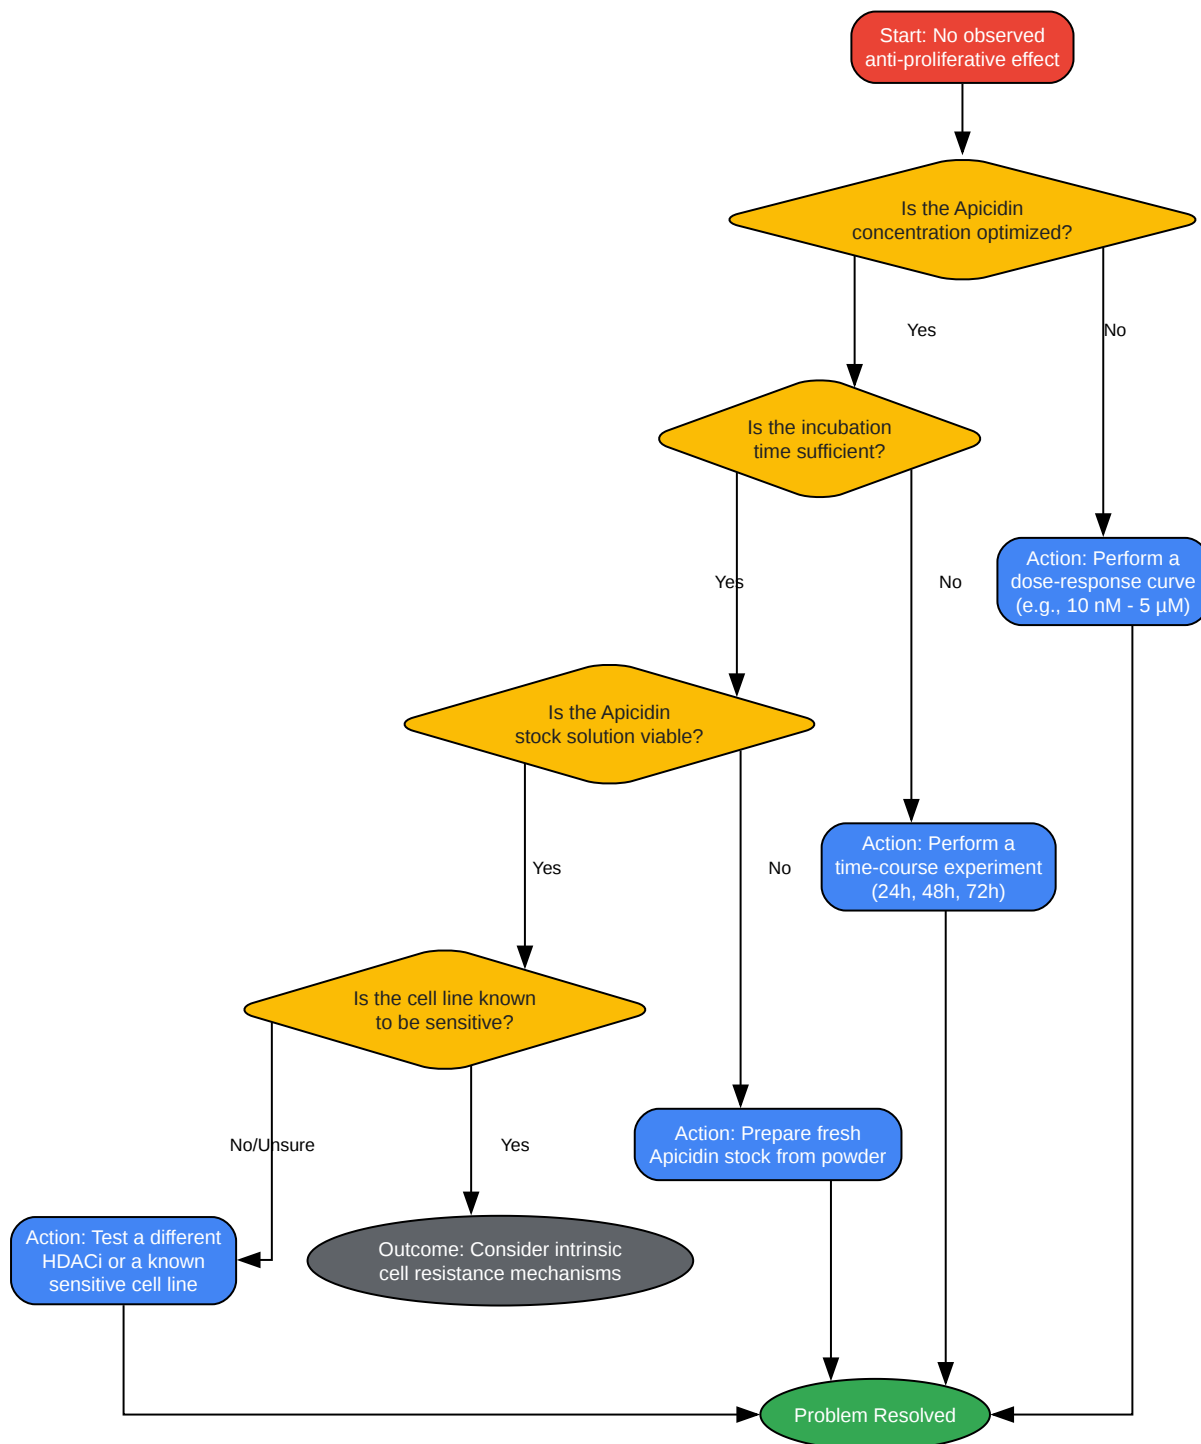 Start: No observed
anti-proliferative effect
Is the Apicidin
concentration optimized?
Yes
No
Is the incubation
time sufficient?
Action: Perform a
dose-response curve
(e.g., 10 nM - 5 µM)
Yes
No
Is the Apicidin
stock solution viable?
Action: Perform a
time-course experiment
(24h, 48h, 72h)
Yes
No
Is the cell line known
to be sensitive?
Action: Prepare fresh
Apicidin stock from powder
No/Unsure
Yes
Action: Test a different
HDACi or a known
sensitive cell line
Outcome: Consider intrinsic
cell resistance mechanisms
Problem Resolved